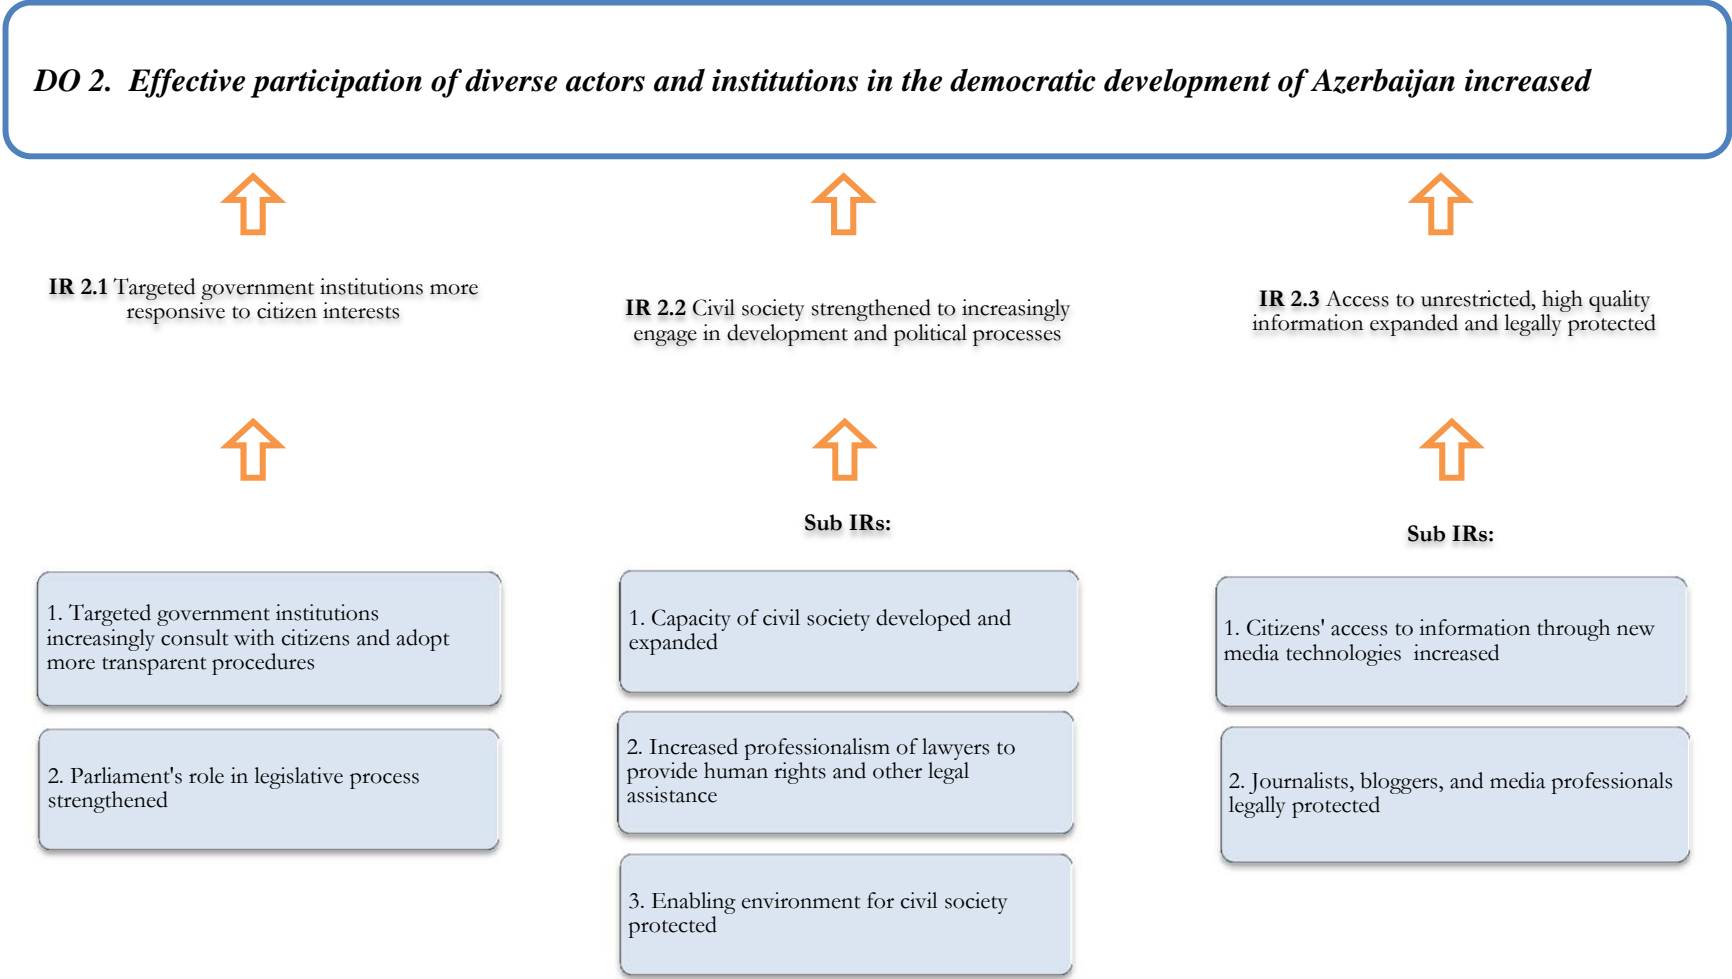 DO 2. Effective participation of diverse actors and institutions in the democratic development of Azerbaijan increased
IR 2.1 Targeted government institutions more
responsive to citizen interests
IR 2.2 Civil society strengthened to increasingly
engage in development and political processes
IR 2.3 Access to unrestricted, high quality
information expanded and legally protected
1. Targeted government institutions
increasingly consult with citizens and adopt
more transparent procedures
2. Parliament's role in legislative process
strengthened
Sub IRs:
1. Capacity of civil society developed and
expanded
2. Increased professionalism of lawyers to
provide human rights and other legal
assistance
3. Enabling environment for civil society
protected
Sub IRs:
1. Citizens' access to information through new
media technologies increased
2. Journalists, bloggers, and media professionals
legally protected